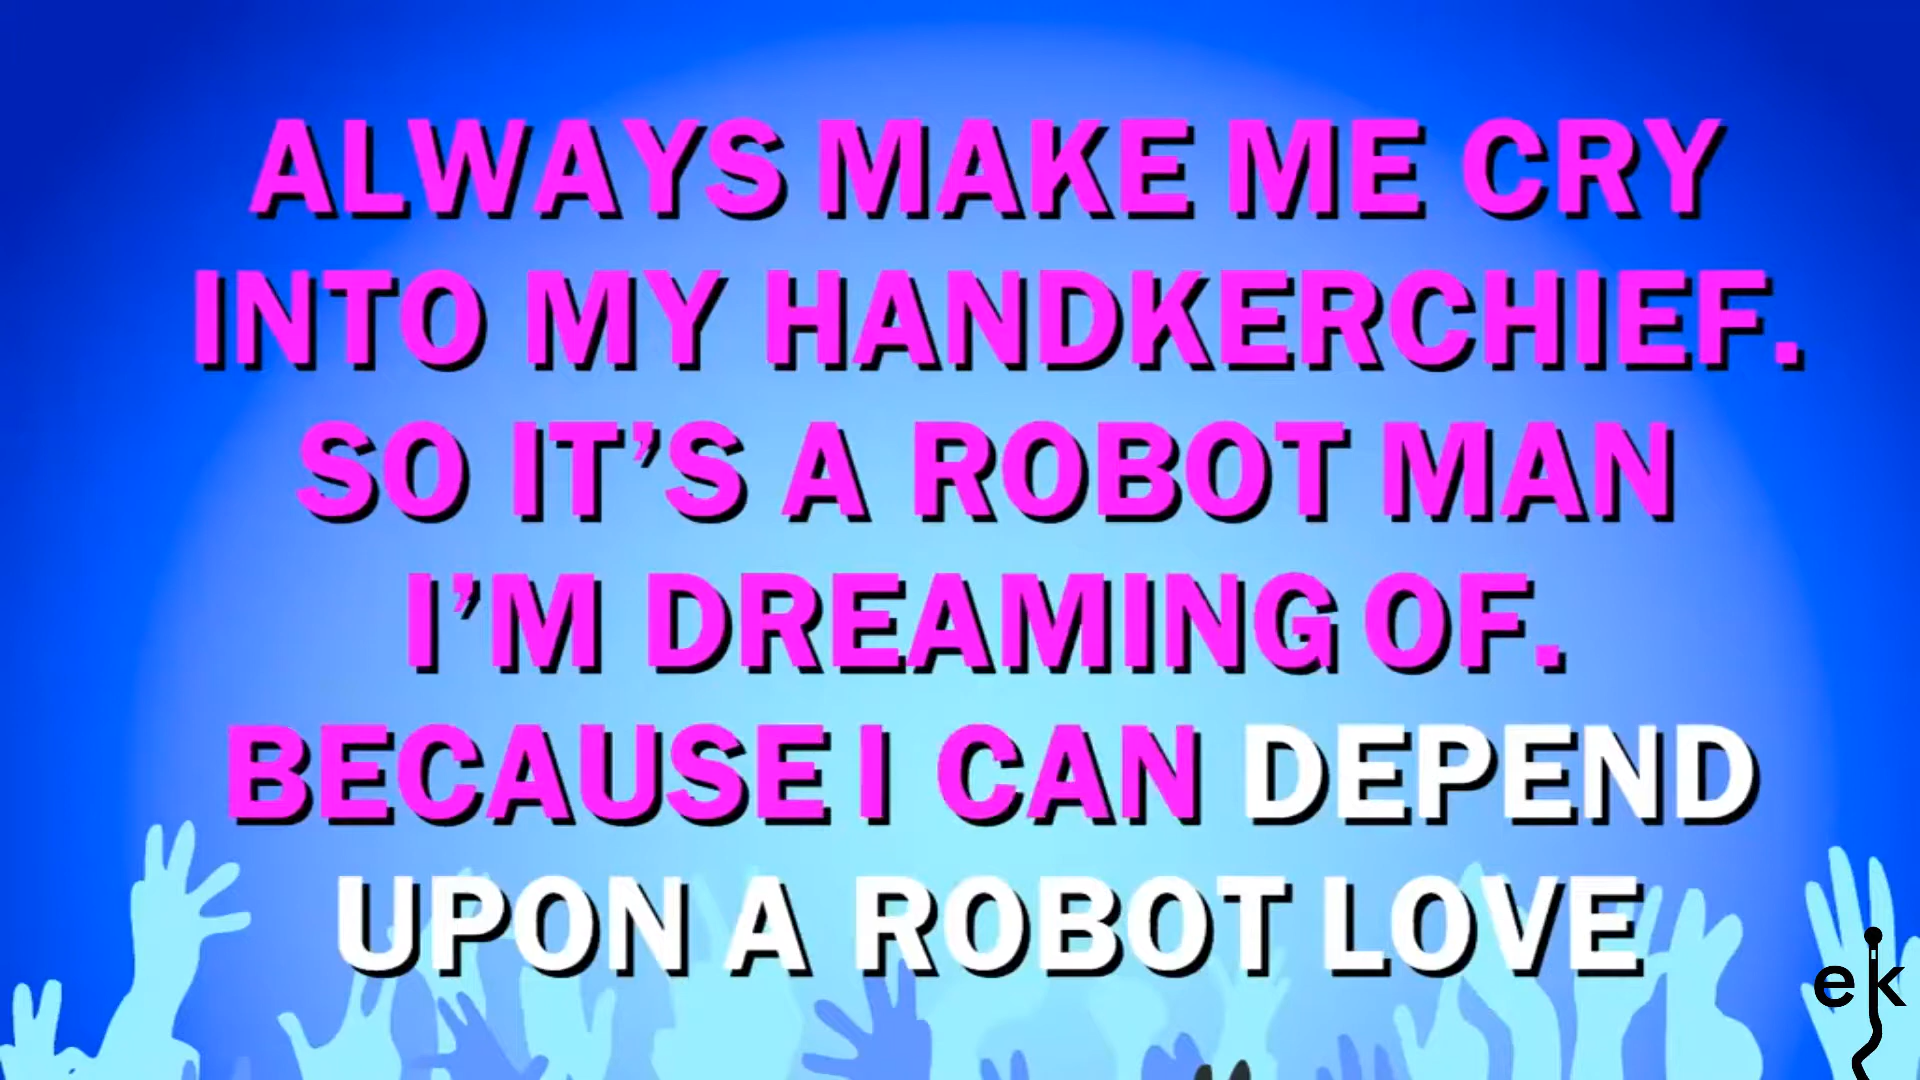 ALWAYS MAKE ME CRY
INTO MY HANDKERCHIEF.
SO IT’S A ROBOT MAN
I’M DREAMING OF.
BECAUSE I CAN DEPEND
UPON A ROBOT LOVE
ek